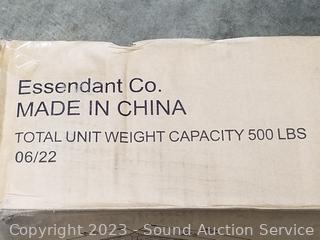 Essendant Co.
MADE IN CHINA
TOTAL UNIT WEIGHT CAPACITY 500 LBS
06/22
Copyright 2023 - Sound Auction Service